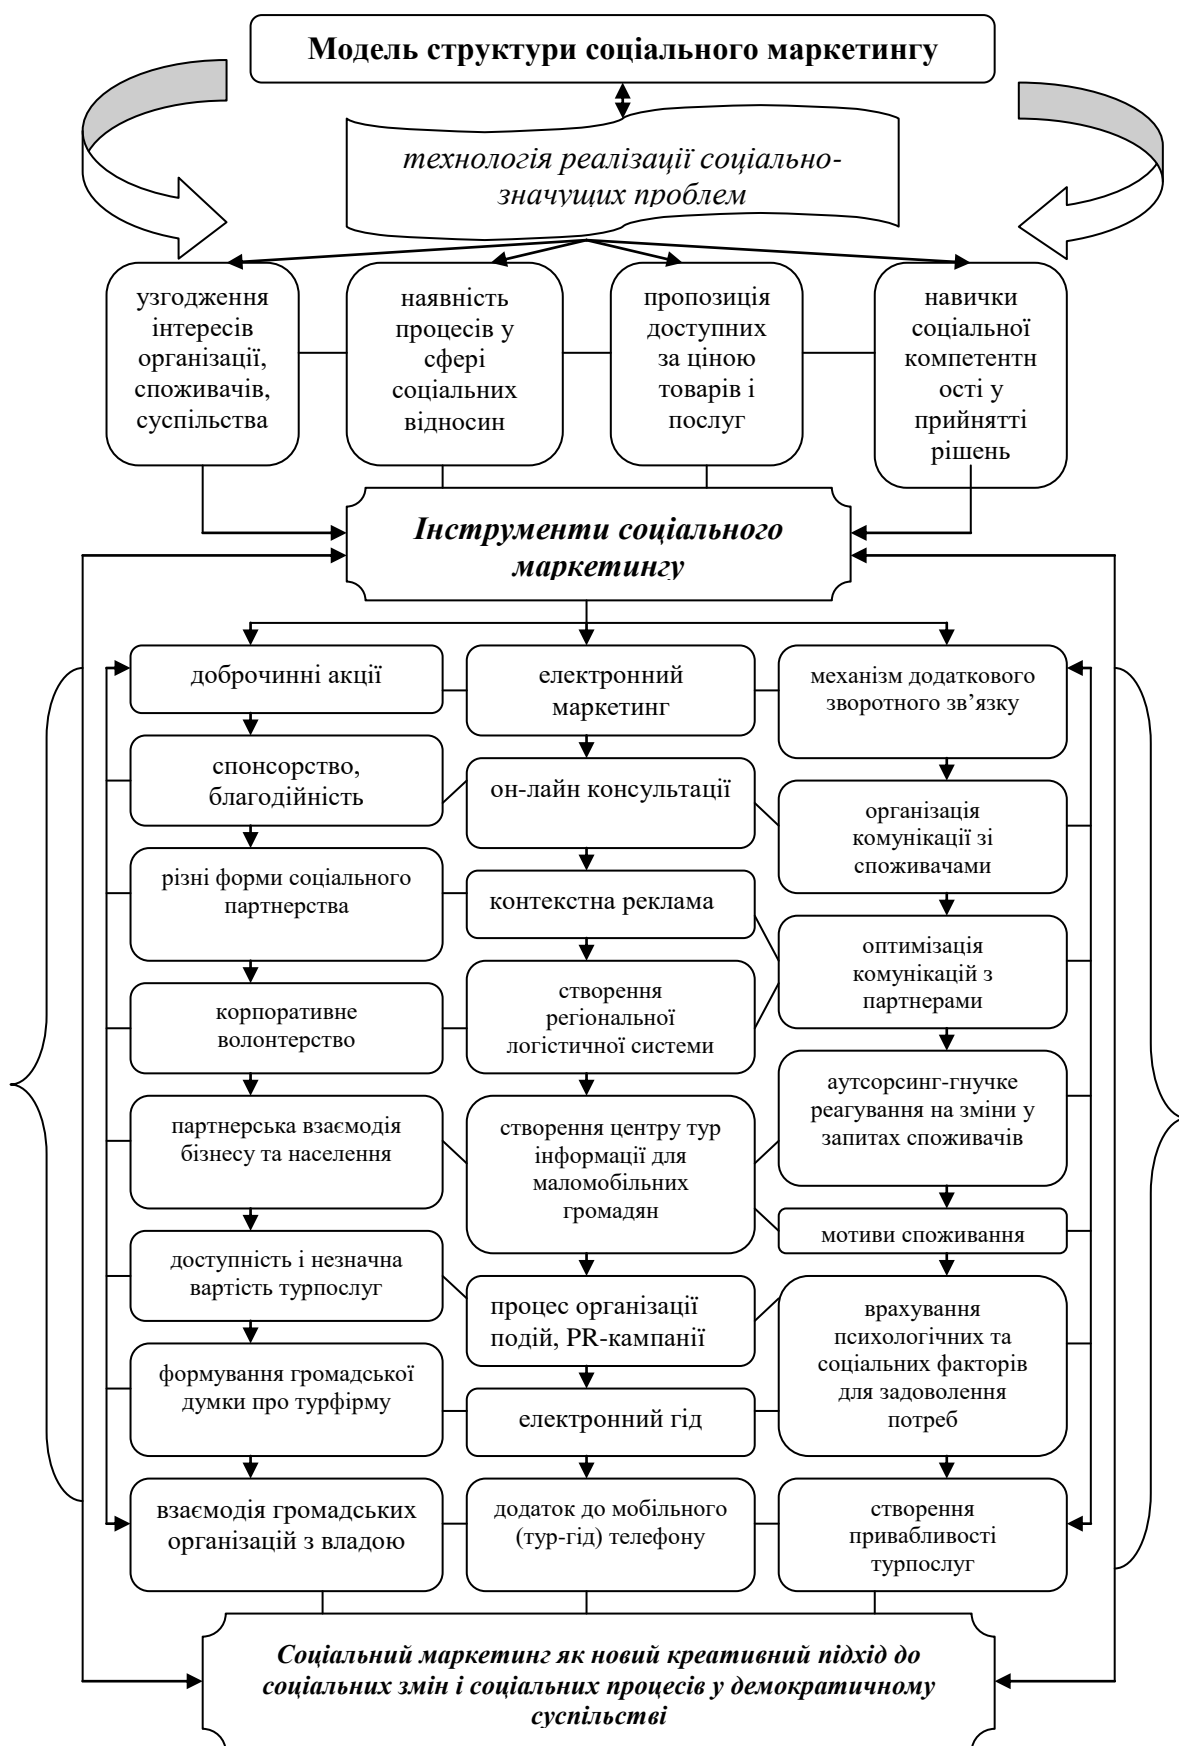 Модель структури соціального маркетингу
технологія реалізації соціально-
значущих проблем
узгодження
інтересів
організації,
споживачів,
суспільства
наявність
процесів у
сфері
соціальних
відносин
пропозиція
доступних
за ціною
товарів і
послуг
навички
соціальної
компетентн
ості у
прийнятті
рішень
Інструменти соціального
маркетингу
доброчинні акції
спонсорство,
благодійність
різні форми соціального
партнерства
корпоративне
волонтерство
партнерська взаємодія
бізнесу та населення
доступність і незначна
вартість турпослуг
формування громадської
думки про турфірму
взаємодія громадських
організацій з владою
електронний
маркетинг
он-лайн консультації
контекстна реклама
створення
регіональної
логістичної системи
створення центру тур
інформації для
маломобільних
громадян
процес організації
подій, PR-кампанії
електронний гід
додаток до мобільного
(тур-гід) телефону
механізм додаткового
зворотного зв’язку
організація
комунікації зі
споживачами
оптимізація
комунікацій з
партнерами
аутсорсинг-гнучке
реагування на зміни у
запитах споживачів
мотиви споживання
врахування
психологічних та
соціальних факторів
для задоволення
потреб
створення
привабливості
турпослуг
Соціальний маркетинг як новий креативний підхід до
соціальних змін і соціальних процесів у демократичному
суспільстві